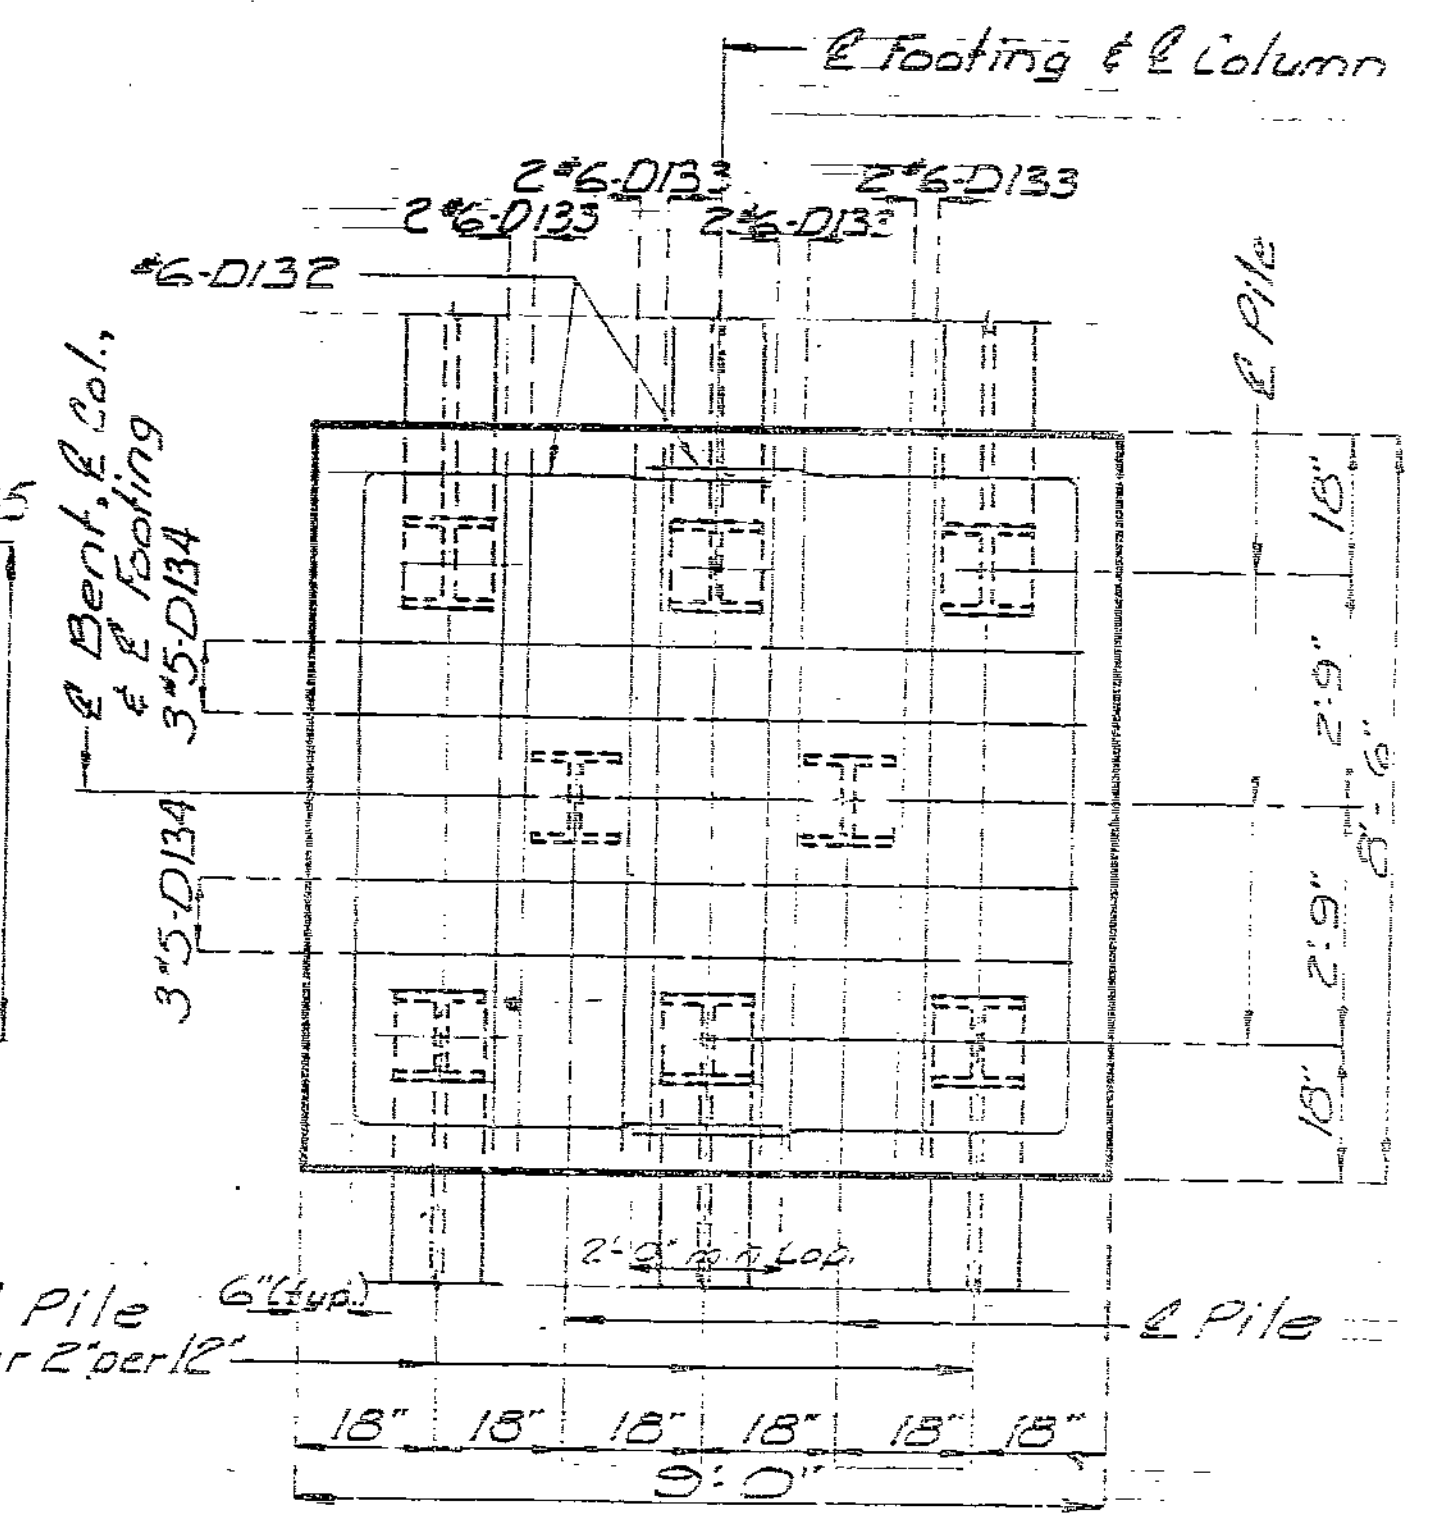 ℄ Footing & ℄ Column
2#6-D133
2#6-D133
2#6-D133
2#6-D133
#6-D132
℄ Bent, ℄ Col.,
& ℄ Footing
3#5-D134
3#5-D134
℄ Pile
18"
2'-9"
8'-6"
2'-9"
18"
2'-0" min. Lap.
6"(typ.)
Pile
2" per 12"
℄ Pile
18" 18" 18" 18" 18" 18"
9'-0"